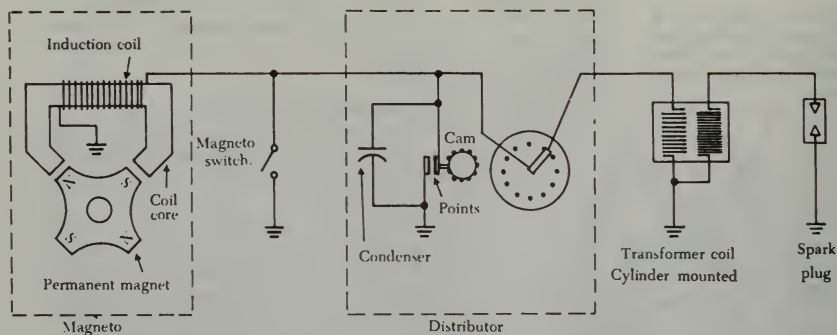 Induction coil
Magneto
switch.
Coil
core
Permanent magnet
Magneto
Cam
Points
Condenser
Distributor
Transformer coil
Cylinder mounted
Spark
plug
N
S
S
N